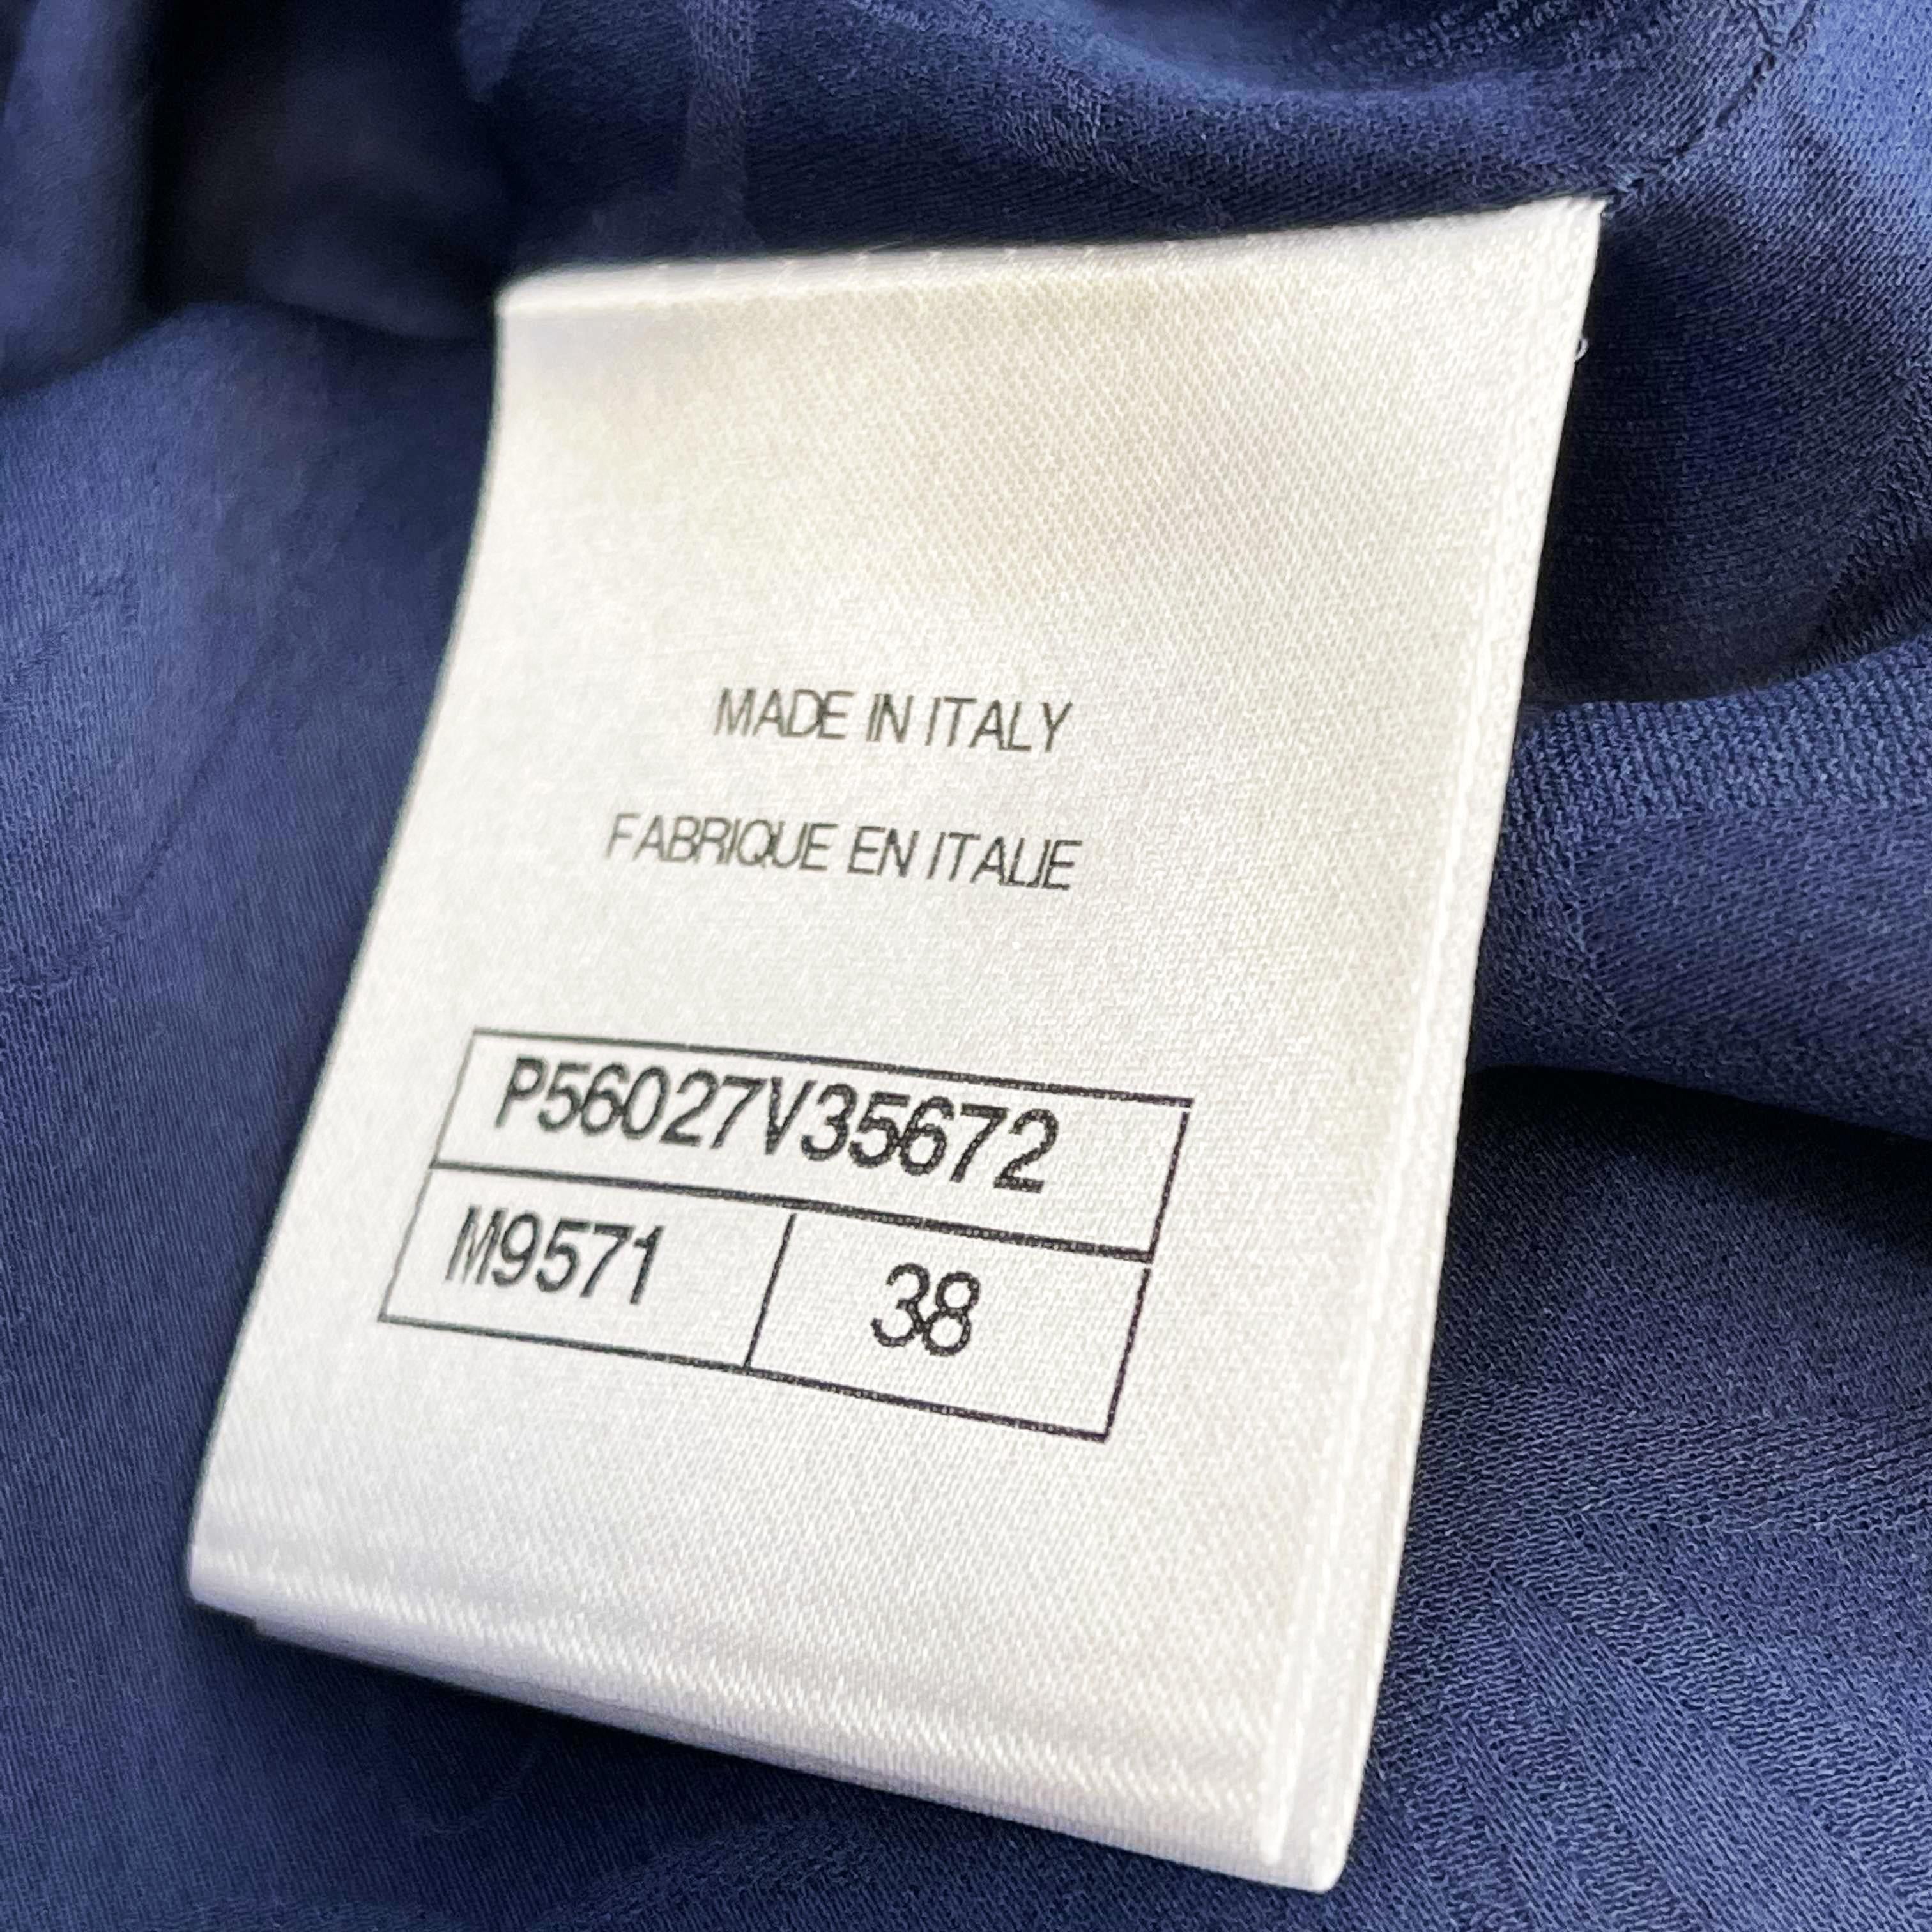 MADE IN ITALY
FABRIQUE EN ITALIE
P56027V35672
M9571 38